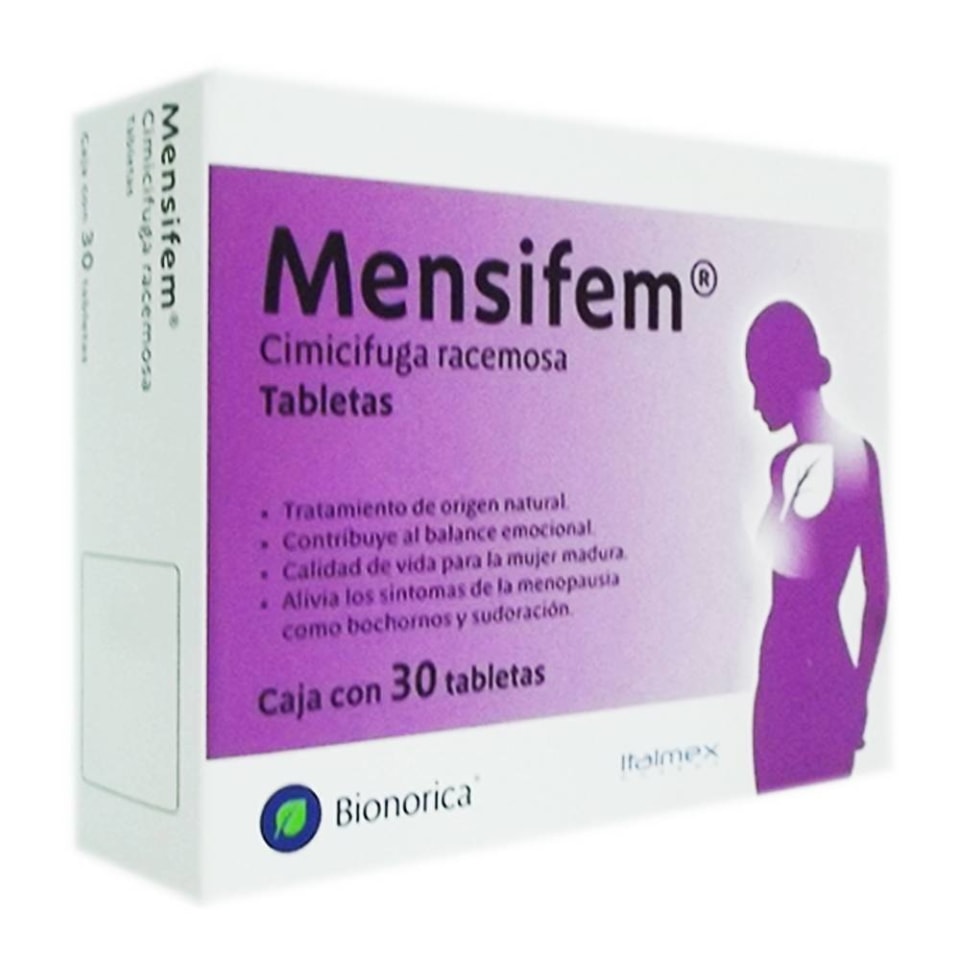 Mensifem®
Cimicifuga racemosa
Tabletas
Caja con 30 tabletas
Mensifem®
Cimicifuga racemosa
Tabletas
• Tratamiento de origen natural.
• Contribuye al balance emocional.
• Calidad de vida para la mujer madura.
• Alivia los síntomas de la menopausia
como bochornos y sudoración.
Caja con 30 tabletas
Bionorica®
Italmex